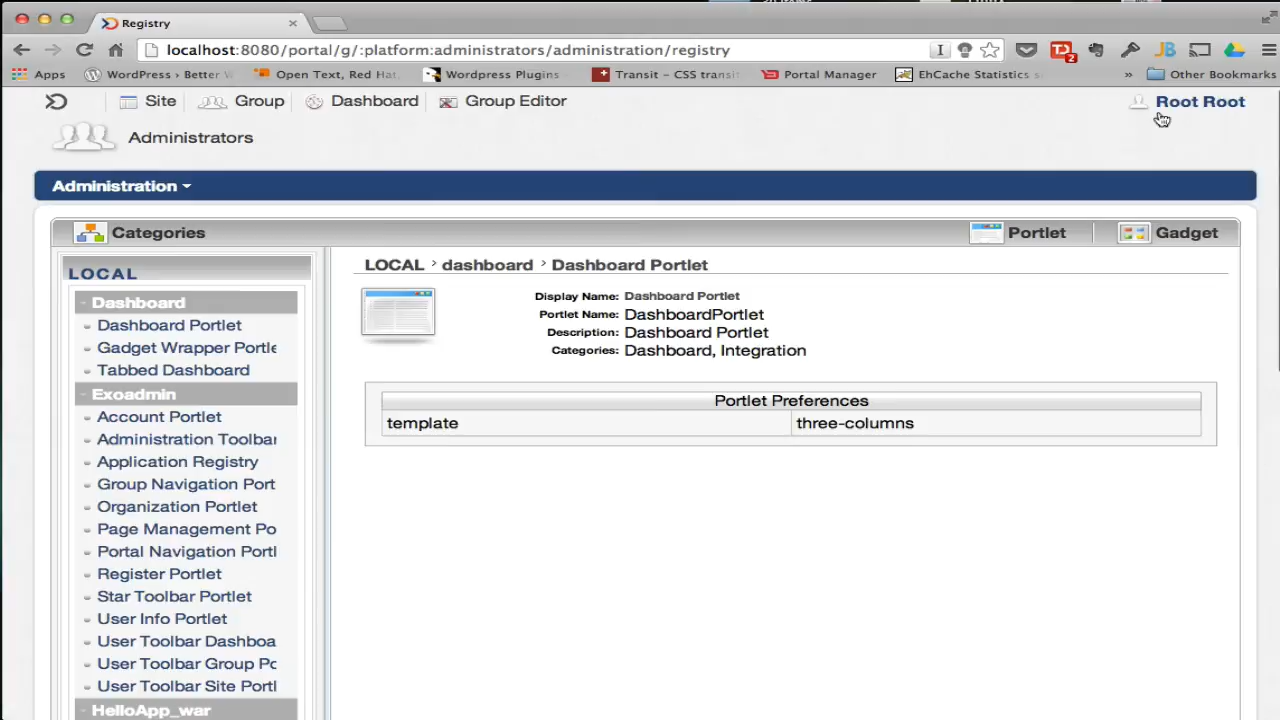 Registry
localhost:8080/portal/g/:platform:administrators/administration/registry
2
Apps
WordPress › Better W
Open Text, Red Hat,
Wordpress Plugins
Transit - CSS transit
Portal Manager
EhCache Statistics
»
Other Bookmarks
Site
Group
Dashboard
Group Editor
Root Root
Administrators
Administration
Categories
Portlet
Gadget
LOCAL
Dashboard
Dashboard Portlet
Gadget Wrapper Portle
Tabbed Dashboard
Exoadmin
Account Portlet
Administration Toolbar
Application Registry
Group Navigation Port
Organization Portlet
Page Management Po
Portal Navigation Portl
Register Portlet
Star Toolbar Portlet
User Info Portlet
User Toolbar Dashboa
User Toolbar Group Po
User Toolbar Site Portl
HelloApp_war
LOCAL › dashboard › Dashboard Portlet
Display Name: Dashboard Portlet
Portlet Name: DashboardPortlet
Description: Dashboard Portlet
Categories: Dashboard, Integration
Portlet Preferences
template three-columns